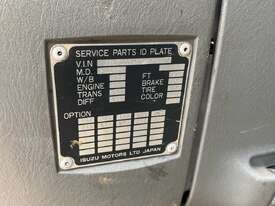 SERVICE PARTS ID PLATE
V.I.N
M.D.
W/B FT
ENGINE BRAKE
TRANS TIRE
DIFF COLOR
OPTION
ISUZU MOTORS LTD JAPAN